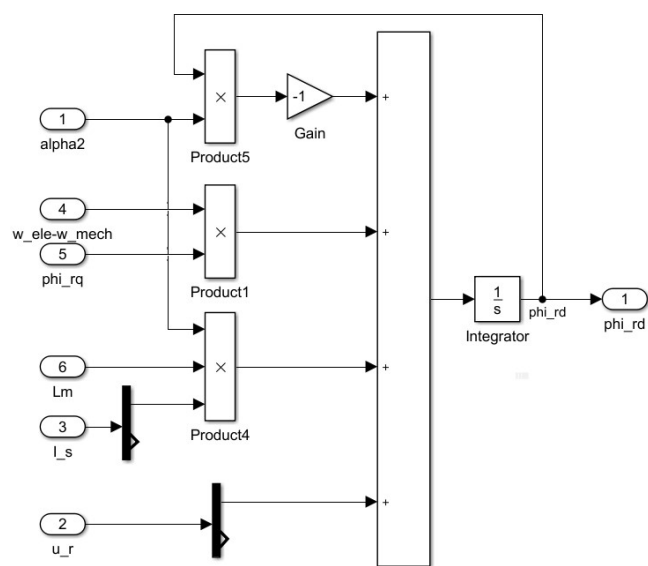 ×
-1
+
Gain
1
alpha2
Product5
4
w_ele-w_mech
×
+
5
phi_rq
Product1
1
s
phi_rd
1
Integrator
phi_rd
6
Lm
×
+
3
I_s
Product4
+
2
u_r